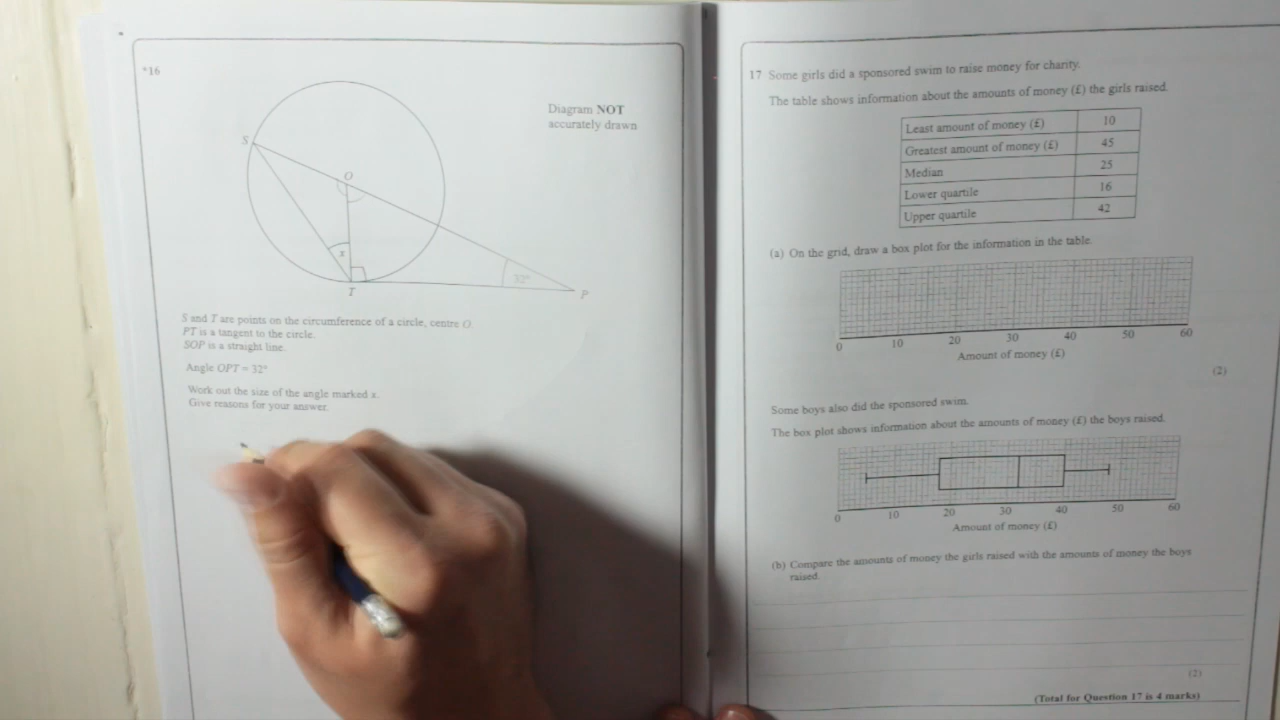 *16
Diagram NOT
accurately drawn
S
O
x
32°
T
P
S and T are points on the circumference of a circle, centre O
PT is a tangent to the circle.
SOP is a straight line.
Angle OPT = 32°
Work out the size of the angle marked x.
Give reasons for your answer.
17 Some girls did a sponsored swim to raise money for charity.
The table shows information about the amounts of money (£) the girls raised.
Least amount of money (£) 10
Greatest amount of money (£) 45
Median 25
Lower quartile 16
Upper quartile 42
(a) On the grid, draw a box plot for the information in the table.
0 10 20 30 40 50 60
Amount of money (£)
(2)
Some boys also did the sponsored swim.
The box plot shows information about the amounts of money (£) the boys raised.
0 10 20 30 40 50 60
Amount of money (£)
(b) Compare the amounts of money the girls raised with the amounts of money the boys
raised.
(2)
(Total for Question 17 is 4 marks)